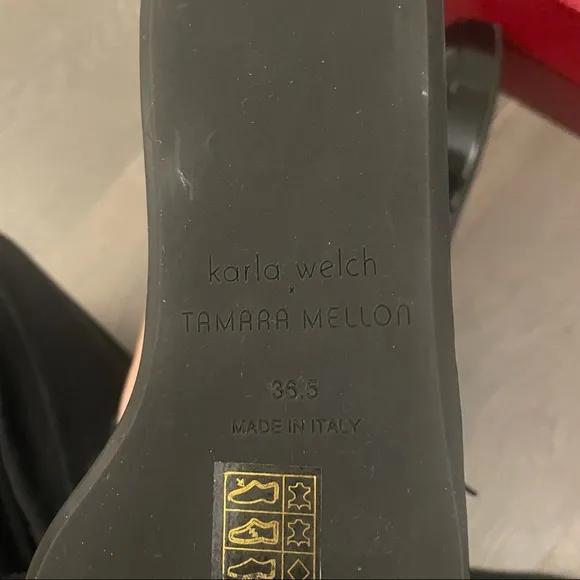 karla welch
x
TAMARA MELLON
36.5
MADE IN ITALY